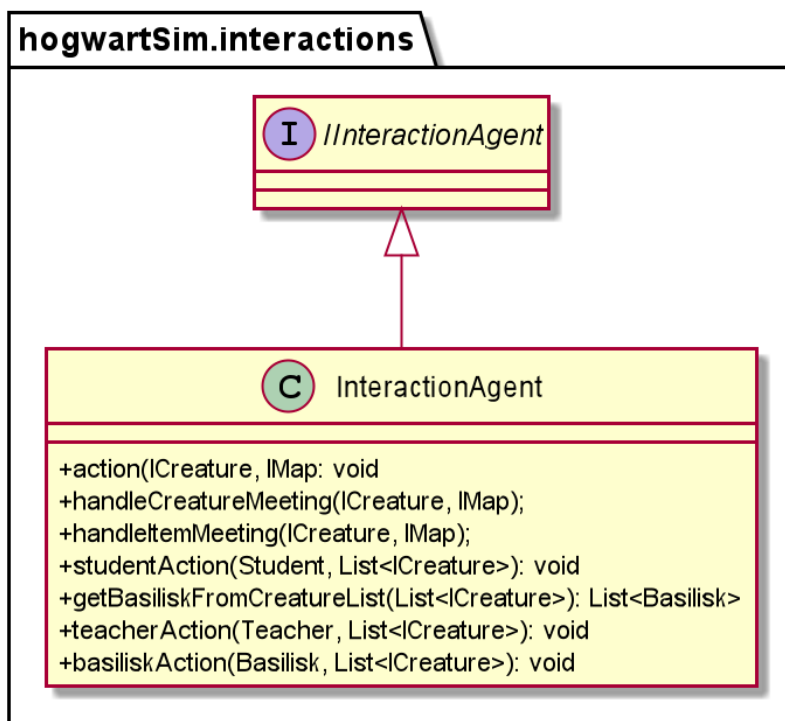 hogwartSim.interactions
I IInteractionAgent
C InteractionAgent
+action(ICreature, IMap: void
+handleCreatureMeeting(ICreature, IMap);
+handleItemMeeting(ICreature, IMap);
+studentAction(Student, List<ICreature>): void
+getBasiliskFromCreatureList(List<ICreature>): List<Basilisk>
+teacherAction(Teacher, List<ICreature>): void
+basiliskAction(Basilisk, List<ICreature>): void